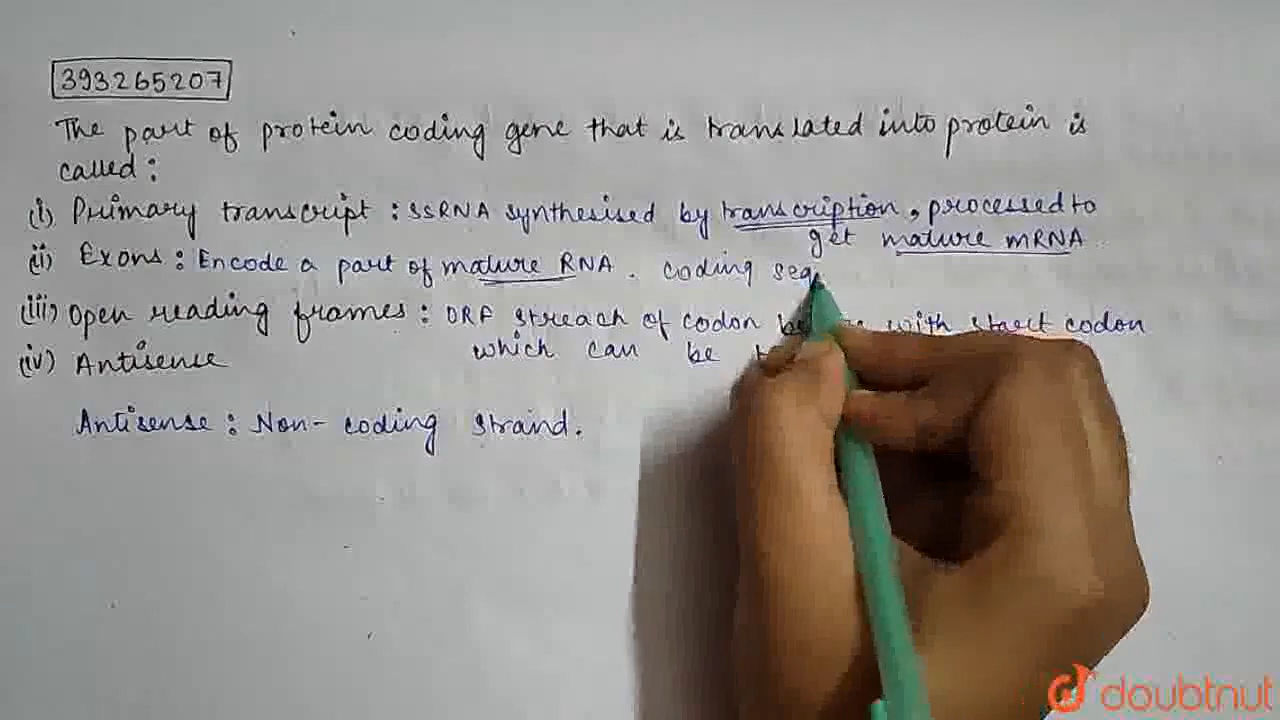 393265207
The part of protein coding gene that is translated into protein is
called:
(i) Primary transcript: SSRNA synthesised by transcription, processed to
get mature mRNA
(ii) Exons: Encode a part of mature RNA. coding seq
(iii) Open reading frames: ORF streach of codon with start codon
which can be
(iv) Antisense
Antisense: Non-coding strand.
doubtnut